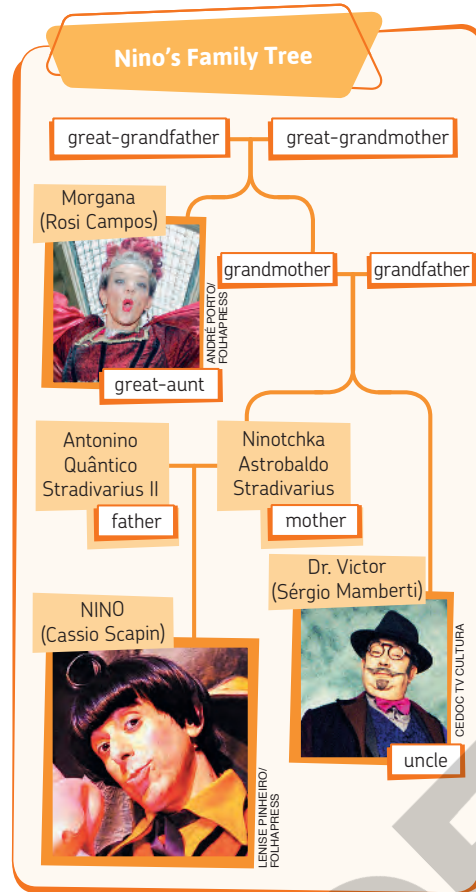 Nino's Family Tree
great-grandfather
great-grandmother
Morgana
(Rosi Campos)
ANDRÉ PORTO/
FOLHAPRESS
great-aunt
grandmother
grandfather
Antonino
Quântico
Stradivarius II
father
Ninotchka
Astrobaldo
Stradivarius
mother
NINO
(Cassio Scapin)
LENISE PINHEIRO/
FOLHAPRESS
Dr. Victor
(Sérgio Mamberti)
CEDOC TV CULTURA
uncle